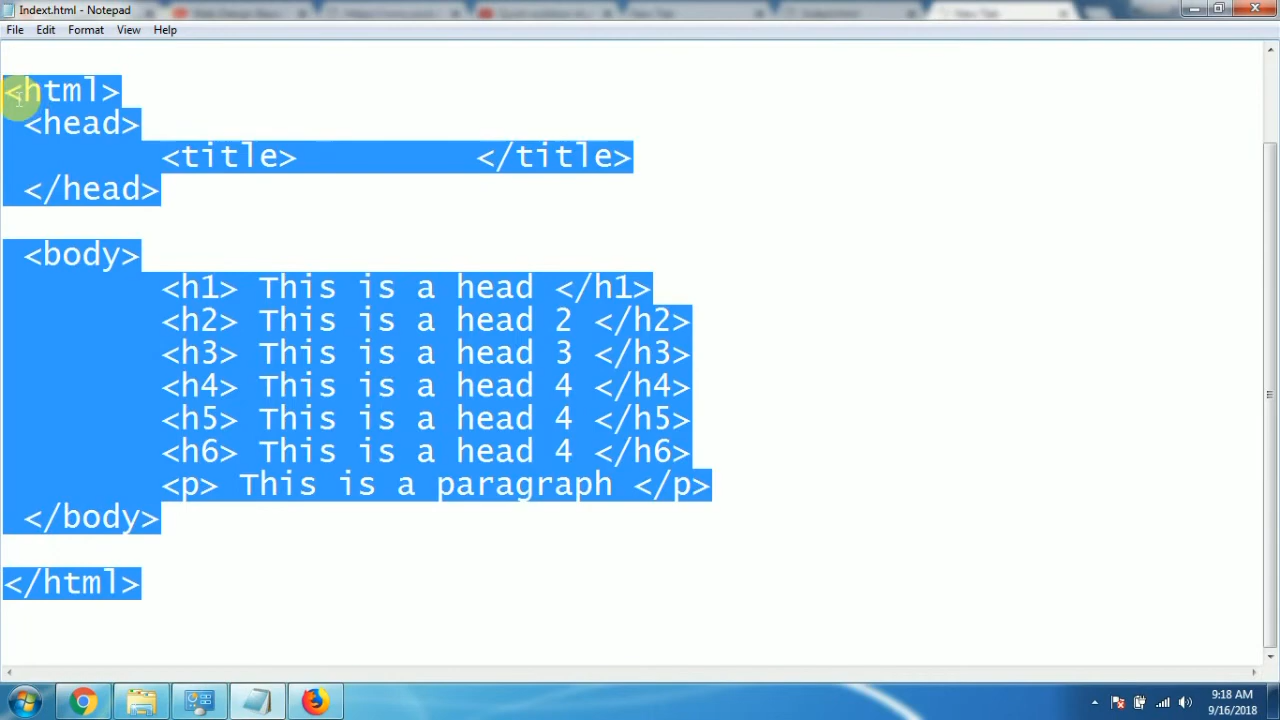 Indext.html - Notepad
File Edit Format View Help
<html>
<head>
<title> </title>
</head>
<body>
<h1> This is a head </h1>
<h2> This is a head 2 </h2>
<h3> This is a head 3 </h3>
<h4> This is a head 4 </h4>
<h5> This is a head 4 </h5>
<h6> This is a head 4 </h6>
<p> This is a paragraph </p>
</body>
</html>
9:18 AM
9/16/2018